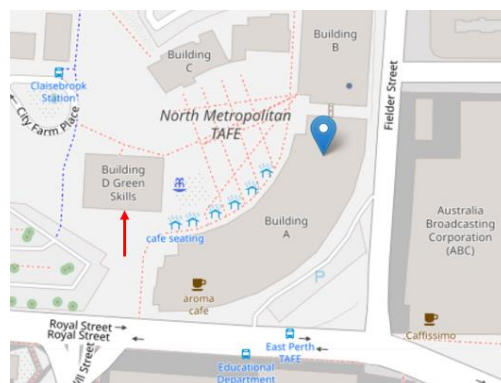 Building
B
Building
C
Claisebrook
Station
City Farm Place
North Metropolitan
TAFE
Fielder Street
Building
D Green
Skills
Building
A
Australia
Broadcasting
Corporation
(ABC)
cafe seating
P
aroma
cafe
Royal Street →
Royal Street ←
East Perth
TAFE
Caffissimo
Educational
Department